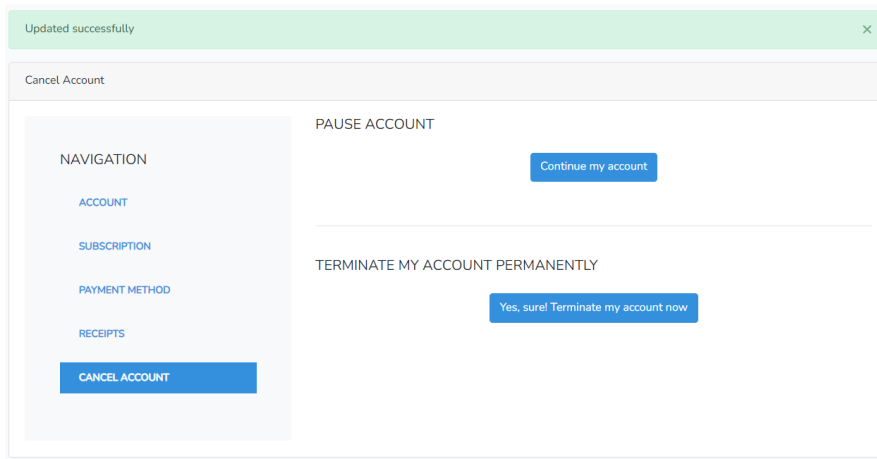 Updated successfully
×
Cancel Account
NAVIGATION
ACCOUNT
SUBSCRIPTION
PAYMENT METHOD
RECEIPTS
CANCEL ACCOUNT
PAUSE ACCOUNT
Continue my account
TERMINATE MY ACCOUNT PERMANENTLY
Yes, sure! Terminate my account now